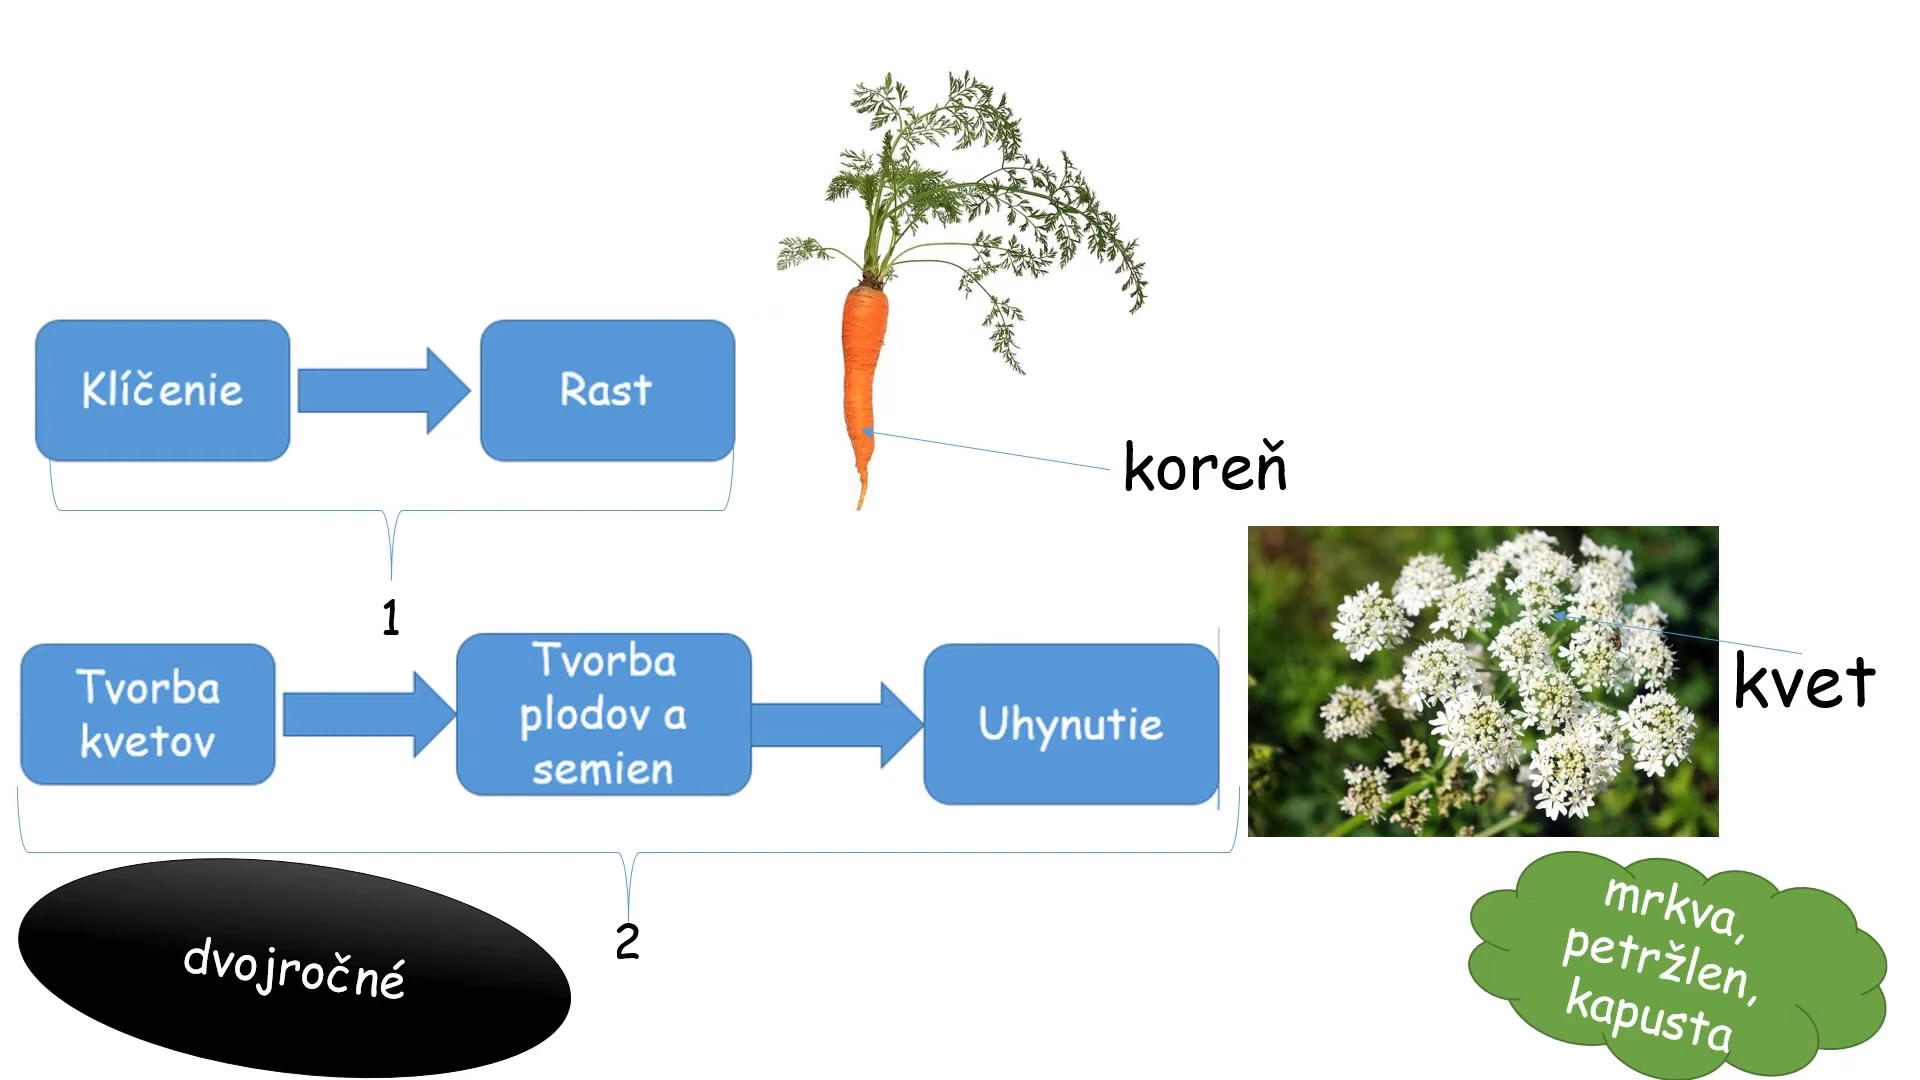 Klíčenie
Rast
koreň
1
Tvorba
kvetov
Tvorba
plodov a
semien
Uhynutie
kvet
2
dvojročné
mrkva,
petržlen,
kapusta